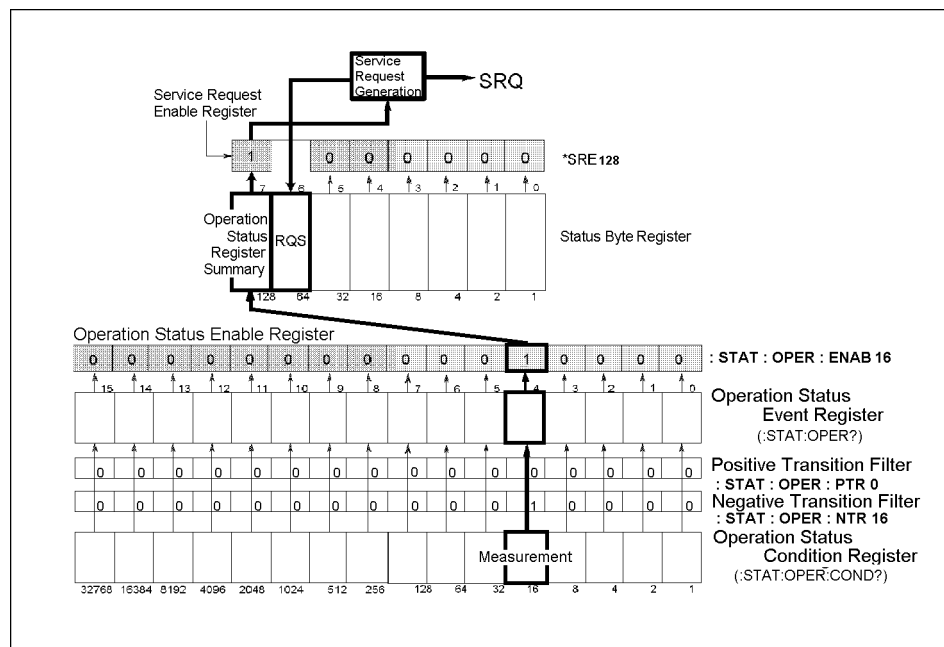 Service
Request
Generation
SRQ
Service Request
Enable Register
1 0 0 0 0 0 0
*SRE128
7 6 5 4 3 2 1 0
Operation
Status
Register
Summary
RQS
Status Byte Register
128 64 32 16 8 4 2 1
Operation Status Enable Register
0 0 0 0 0 0 0 0 0 0 0 1 0 0 0 0
: STAT : OPER : ENAB 16
15 14 13 12 11 10 9 8 7 6 5 4 3 2 1 0
Operation Status
Event Register
(:STAT:OPER?)
0 0 0 0 0 0 0 0 0 0 0 0 0 0 0 0
Positive Transition Filter
: STAT : OPER : PTR 0
0 0 0 0 0 0 0 0 0 0 0 1 0 0 0 0
Negative Transition Filter
: STAT : OPER : NTR 16
Measurement
Operation Status
Condition Register
(:STAT:OPER:COND?)
32768 16384 8192 4096 2048 1024 512 256 128 64 32 16 8 4 2 1